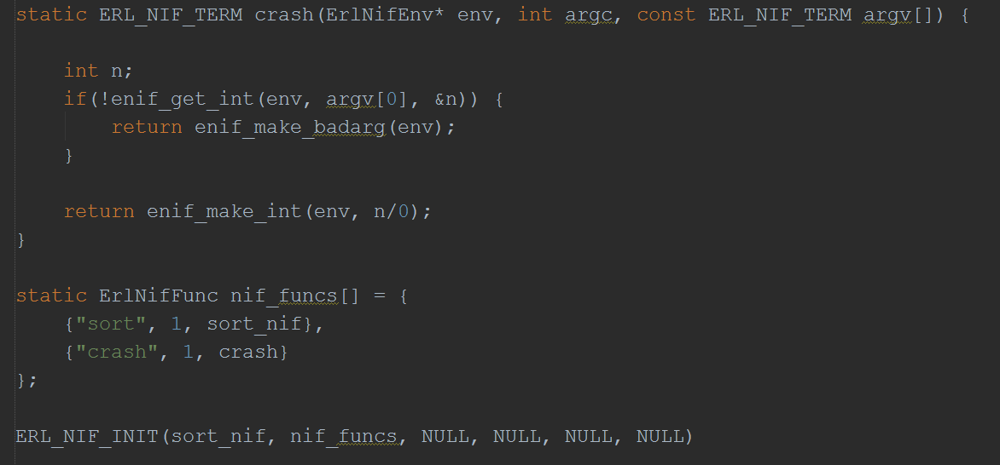 static ERL_NIF_TERM crash(ErlNifEnv* env, int argc, const ERL_NIF_TERM argv[]) {
int n;
if(!enif_get_int(env, argv[0], &n)) {
return enif_make_badarg(env);
}
return enif_make_int(env, n/0);
}
static ErlNifFunc nif_funcs[] = {
{"sort", 1, sort_nif},
{"crash", 1, crash}
};
ERL_NIF_INIT(sort_nif, nif_funcs, NULL, NULL, NULL, NULL)